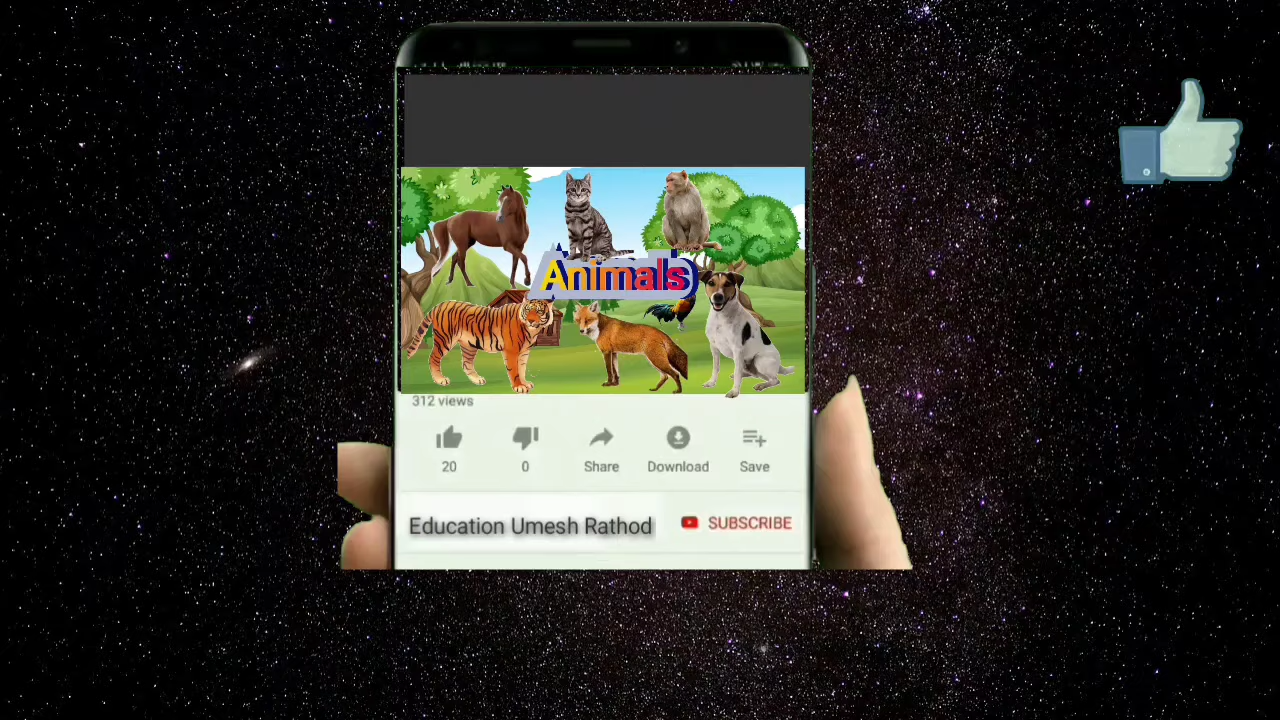 Animals
312 views
20
0
Share
Download
Save
Education Umesh Rathod
SUBSCRIBE